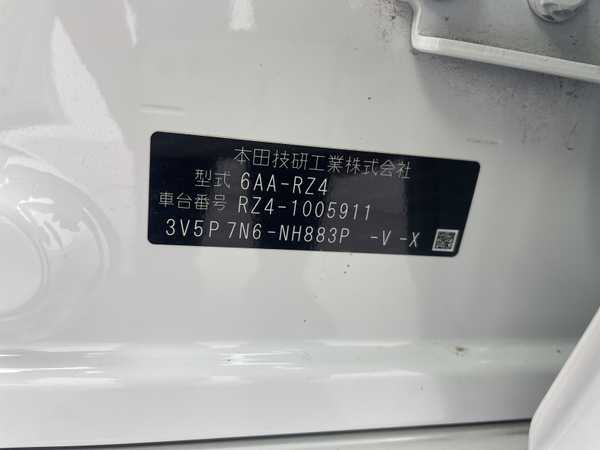 本田技研工業株式会社
型式 6AA-RZ4
車台番号 RZ4-1005911
3V5P 7N6-NH883P -V -X